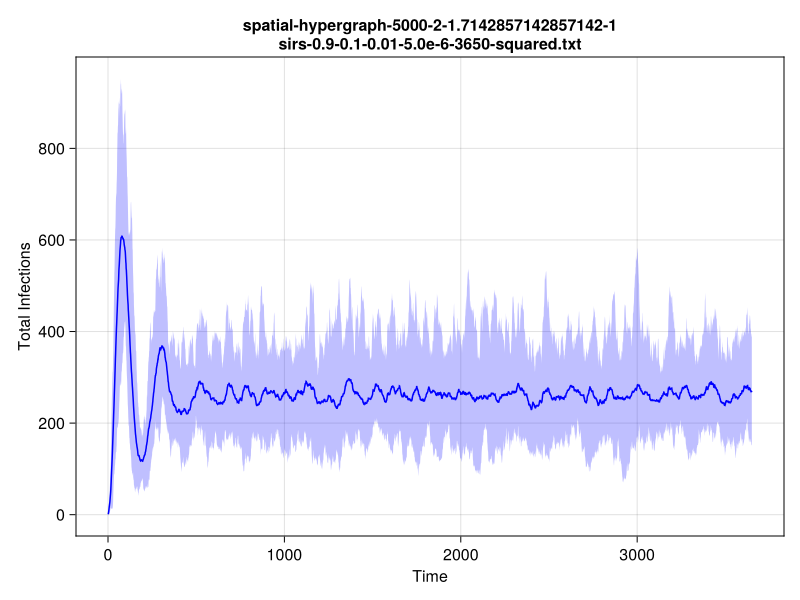 spatial-hypergraph-5000-2-1.7142857142857142-1
sirs-0.9-0.1-0.01-5.0e-6-3650-squared.txt
Total Infections
800
600
400
200
0
0 1000 2000 3000
Time